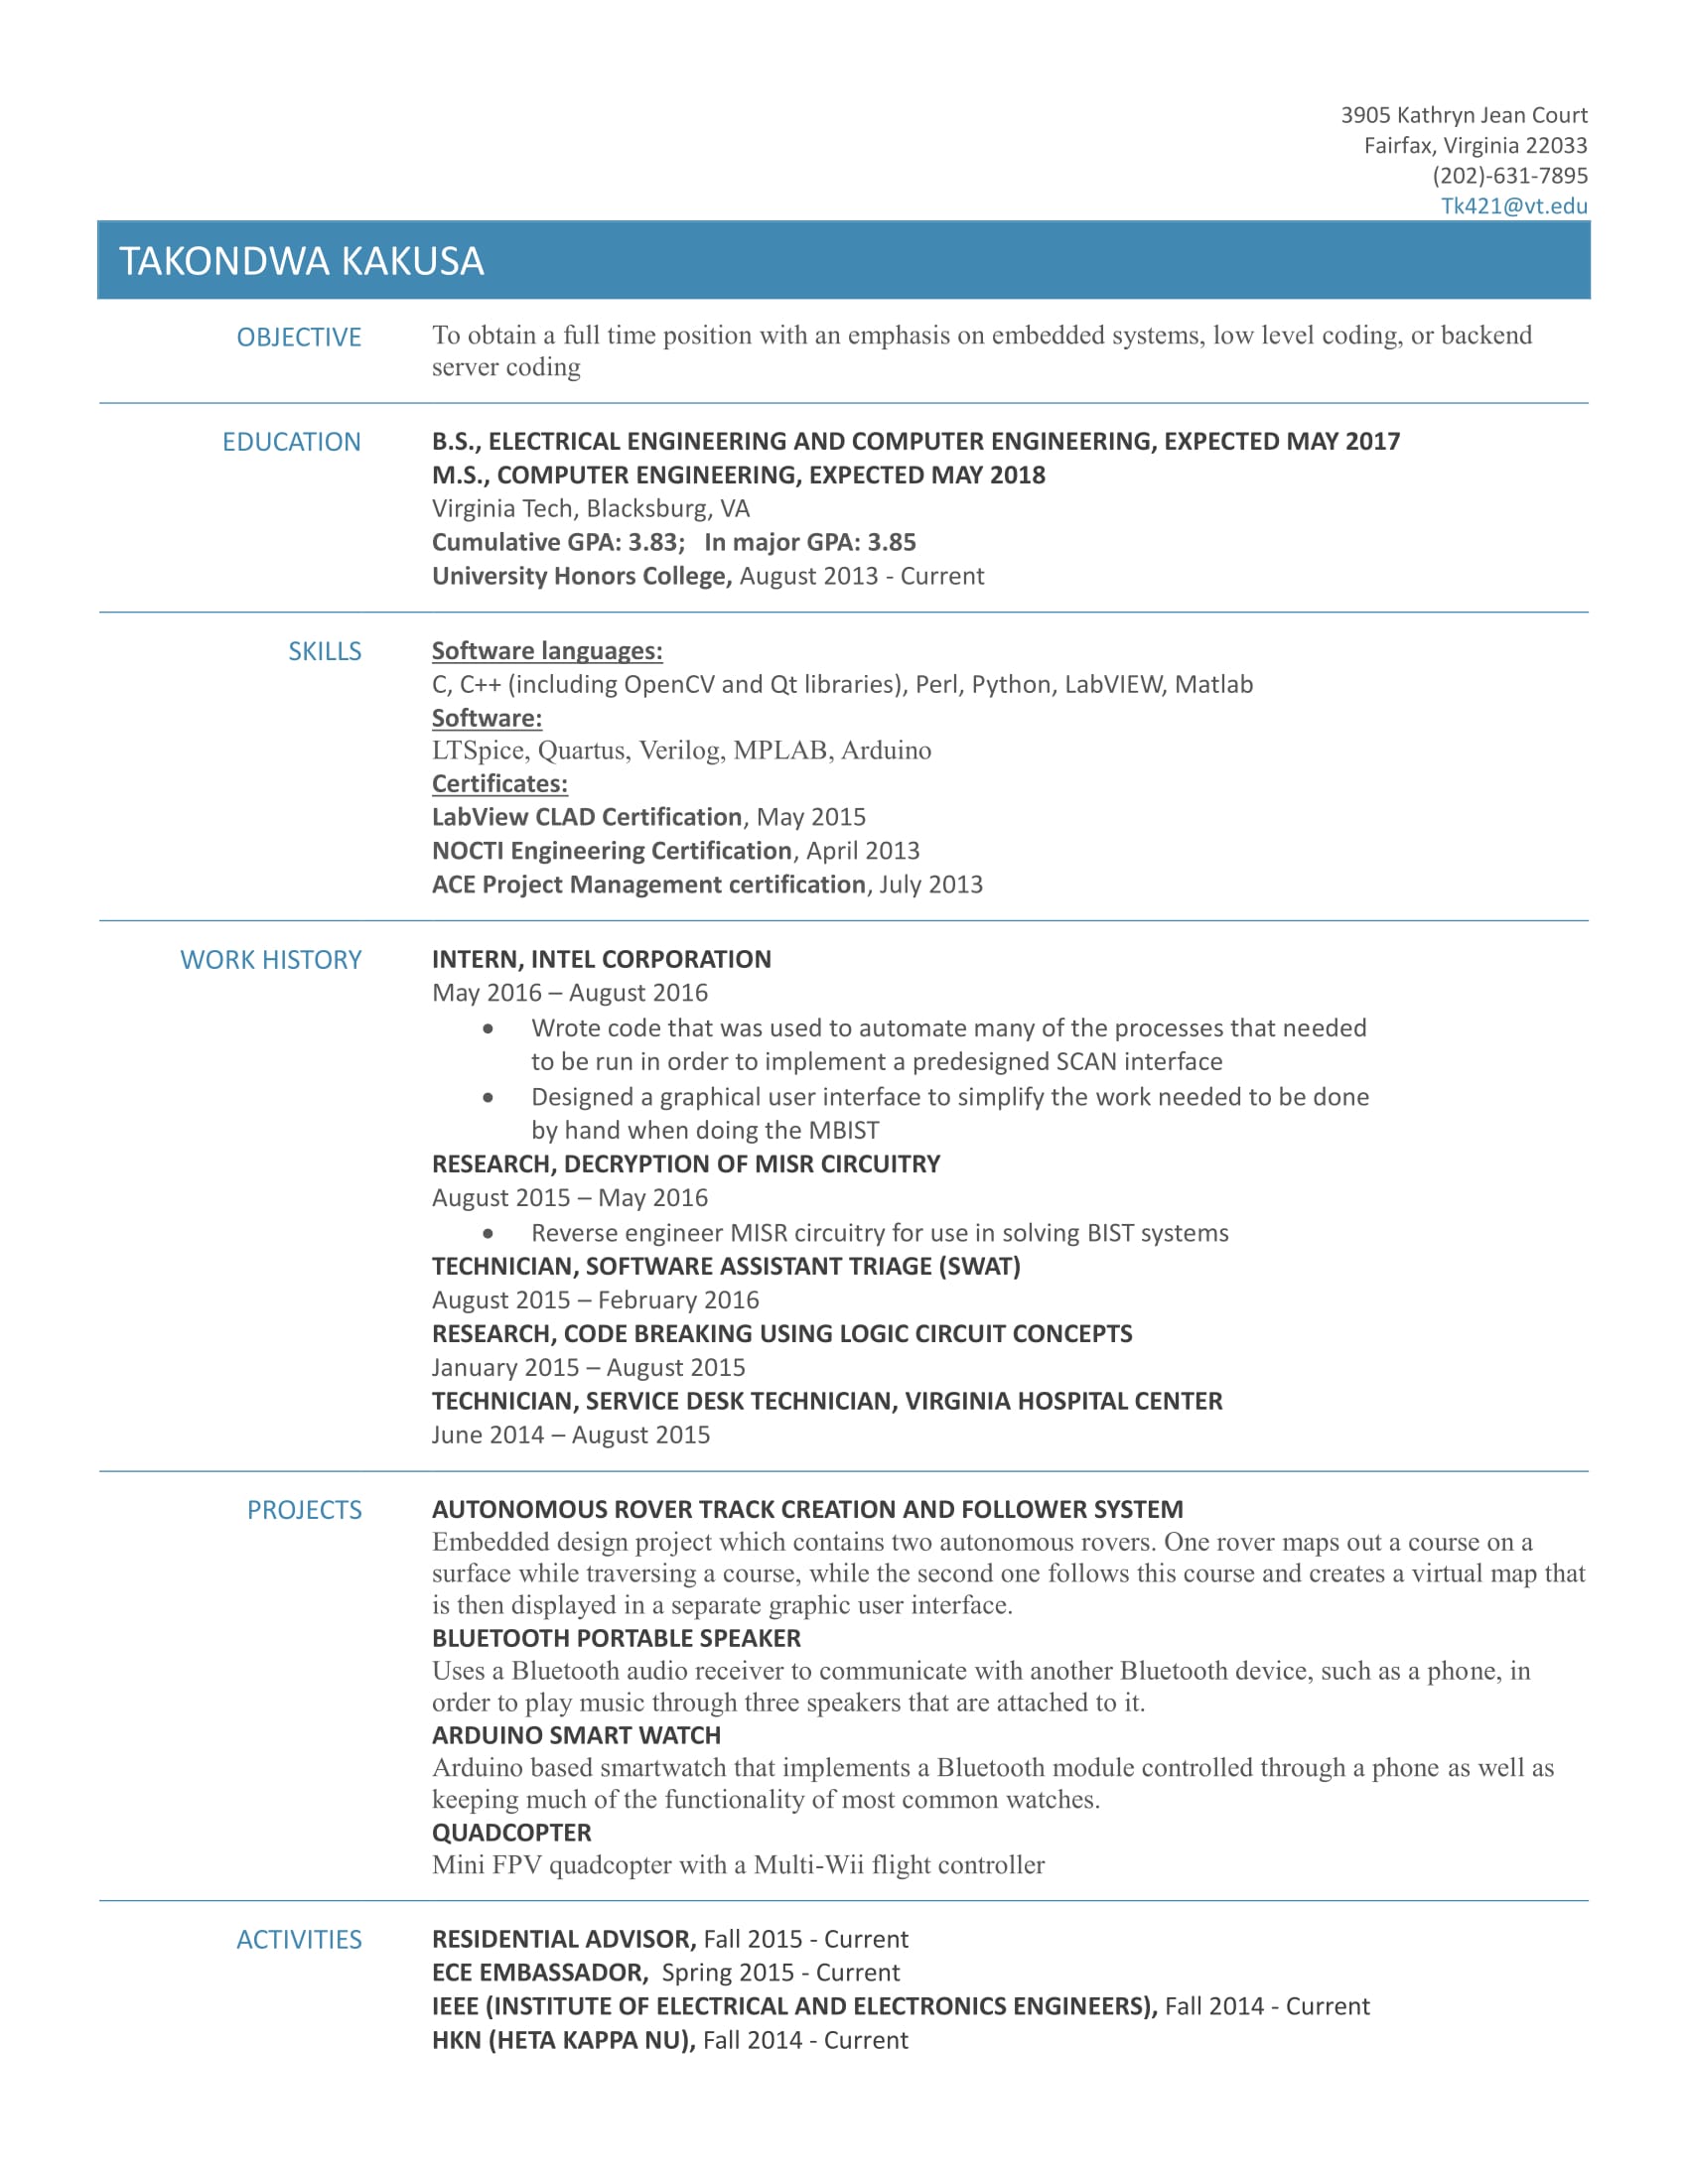 3905 Kathryn Jean Court
Fairfax, Virginia 22033
(202)-631-7895
Tk421@vt.edu
TAKONDWA KAKUSA
OBJECTIVE
To obtain a full time position with an emphasis on embedded systems, low level coding, or backend
server coding
EDUCATION
B.S., ELECTRICAL ENGINEERING AND COMPUTER ENGINEERING, EXPECTED MAY 2017
M.S., COMPUTER ENGINEERING, EXPECTED MAY 2018
Virginia Tech, Blacksburg, VA
Cumulative GPA: 3.83;   In major GPA: 3.85
University Honors College, August 2013 - Current
SKILLS
Software languages:
C, C++ (including OpenCV and Qt libraries), Perl, Python, LabVIEW, Matlab
Software:
LTSpice, Quartus, Verilog, MPLAB, Arduino
Certificates:
LabView CLAD Certification, May 2015
NOCTI Engineering Certification, April 2013
ACE Project Management certification, July 2013
WORK HISTORY
INTERN, INTEL CORPORATION
May 2016 – August 2016
• Wrote code that was used to automate many of the processes that needed
to be run in order to implement a predesigned SCAN interface
• Designed a graphical user interface to simplify the work needed to be done
by hand when doing the MBIST
RESEARCH, DECRYPTION OF MISR CIRCUITRY
August 2015 – May 2016
• Reverse engineer MISR circuitry for use in solving BIST systems
TECHNICIAN, SOFTWARE ASSISTANT TRIAGE (SWAT)
August 2015 – February 2016
RESEARCH, CODE BREAKING USING LOGIC CIRCUIT CONCEPTS
January 2015 – August 2015
TECHNICIAN, SERVICE DESK TECHNICIAN, VIRGINIA HOSPITAL CENTER
June 2014 – August 2015
PROJECTS
AUTONOMOUS ROVER TRACK CREATION AND FOLLOWER SYSTEM
Embedded design project which contains two autonomous rovers. One rover maps out a course on a
surface while traversing a course, while the second one follows this course and creates a virtual map that
is then displayed in a separate graphic user interface.
BLUETOOTH PORTABLE SPEAKER
Uses a Bluetooth audio receiver to communicate with another Bluetooth device, such as a phone, in
order to play music through three speakers that are attached to it.
ARDUINO SMART WATCH
Arduino based smartwatch that implements a Bluetooth module controlled through a phone as well as
keeping much of the functionality of most common watches.
QUADCOPTER
Mini FPV quadcopter with a Multi-Wii flight controller
ACTIVITIES
RESIDENTIAL ADVISOR, Fall 2015 - Current
ECE EMBASSADOR,  Spring 2015 - Current
IEEE (INSTITUTE OF ELECTRICAL AND ELECTRONICS ENGINEERS), Fall 2014 - Current
HKN (HETA KAPPA NU), Fall 2014 - Current